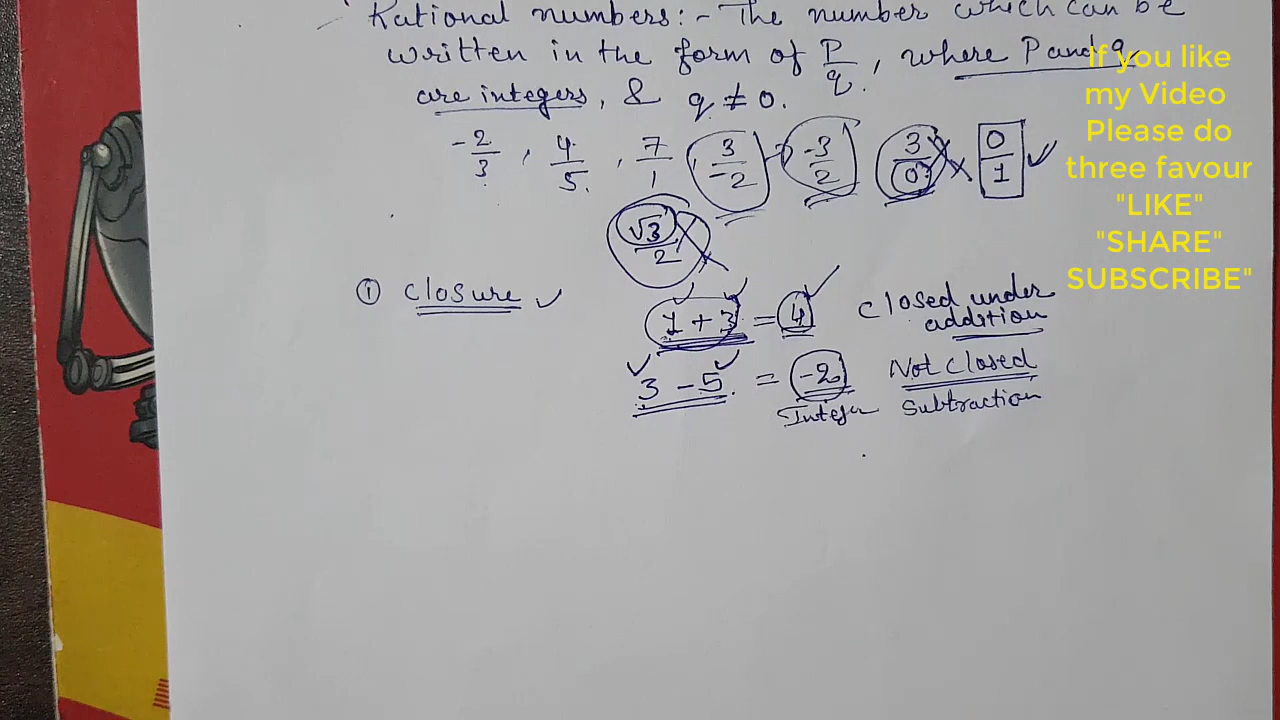 Rational numbers:- The number which can be
written in the form of P/q, where P and q
are integers, & q ≠ 0.
-2/3, 4/5, 7/1, 3/-2 -3/2 3/0 0/1
√3/2
① closure ✓
1 + 3 = 4 closed under
addition
3 - 5 = -2 Not closed
Integer Subtraction
If you like
my Video
Please do
three favour
"LIKE"
"SHARE"
SUBSCRIBE"